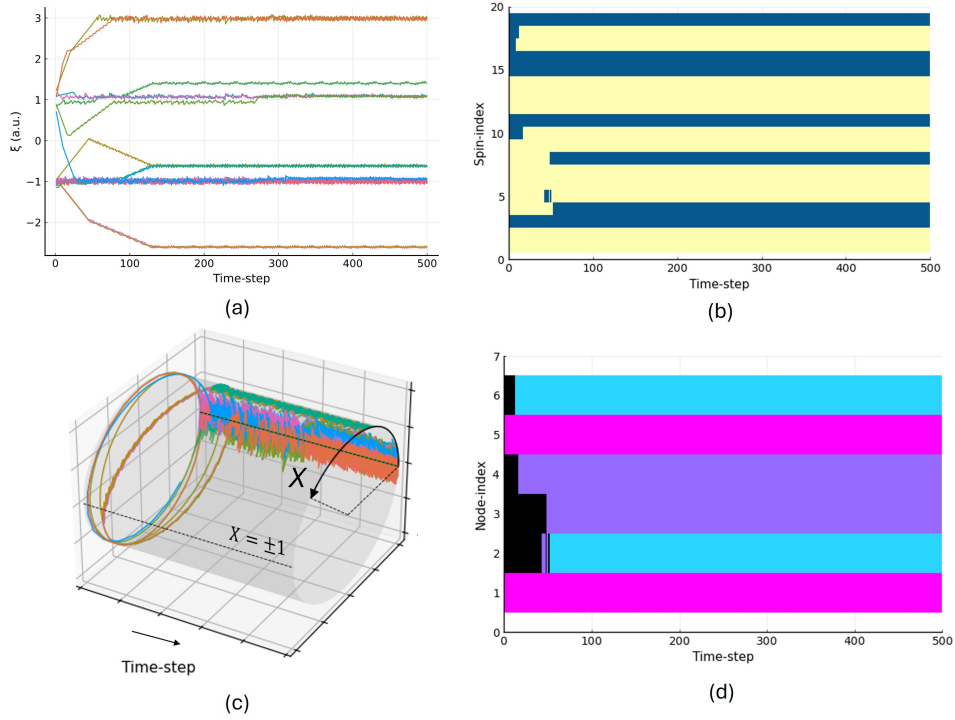 3
2
1
0
−1
−2
ξ (a.u.)
0
100
200
300
400
500
Time-step
(a)
20
15
10
5
0
Spin-index
0
100
200
300
400
500
Time-step
(b)
X
X = ±1
Time-step
(c)
7
6
5
4
3
2
1
0
Node-index
0
100
200
300
400
500
Time-step
(d)